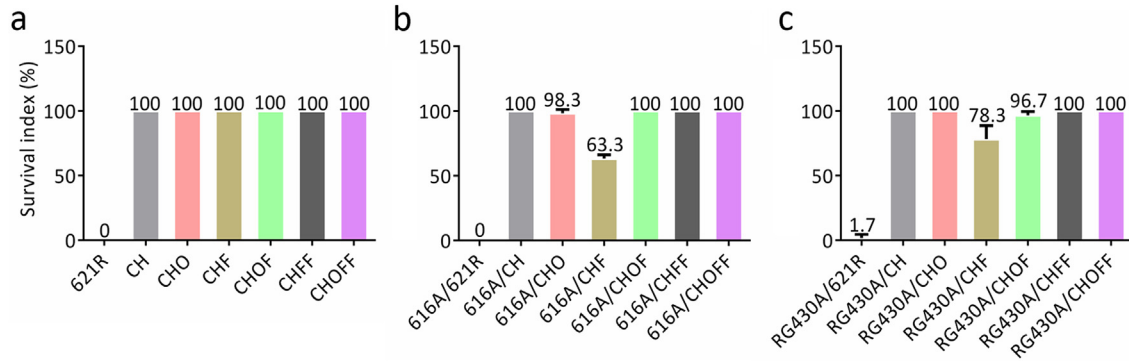 a
Survival index (%)
150
100
50
0
0
100
100
100
100
100
100
621R
CH
CHO
CHF
CHOF
CHFF
CHOFF
b
150
100
50
0
0
100
98.3
63.3
100
100
100
616A/621R
616A/CH
616A/CHO
616A/CHF
616A/CHOF
616A/CHFF
616A/CHOFF
c
150
100
50
0
1.7
100
100
78.3
96.7
100
100
RG430A/621R
RG430A/CH
RG430A/CHO
RG430A/CHF
RG430A/CHOF
RG430A/CHFF
RG430A/CHOFF